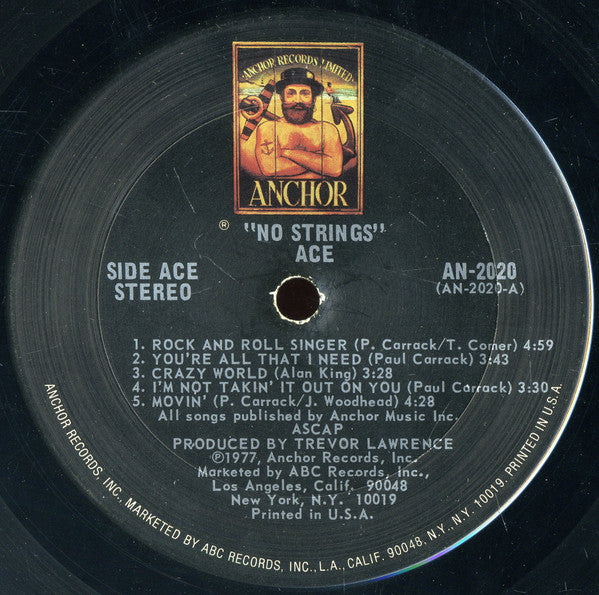 ANCHOR RECORDS LIMITED
ANCHOR
® "NO STRINGS"
ACE
SIDE ACE
STEREO
AN-2020
(AN-2020-A)
1. ROCK AND ROLL SINGER (P. Carrack/T. Comer) 4:59
2. YOU'RE ALL THAT I NEED (Paul Carrack) 3:43
3. CRAZY WORLD (Alan King) 3:28
4. I'M NOT TAKIN' IT OUT ON YOU (Paul Carrack) 3:30
5. MOVIN' (P. Carrack/J. Woodhead) 4:28
All songs published by Anchor Music Inc.
ASCAP
PRODUCED BY TREVOR LAWRENCE
℗1977, Anchor Records, Inc.
Marketed by ABC Records, Inc.,
Los Angeles, Calif. 90048
New York, N.Y. 10019
Printed in U.S.A.
ANCHOR RECORDS, INC., MARKETED BY ABC RECORDS, INC., L.A., CALIF. 90048, N.Y., N.Y. 10019. PRINTED IN U.S.A.